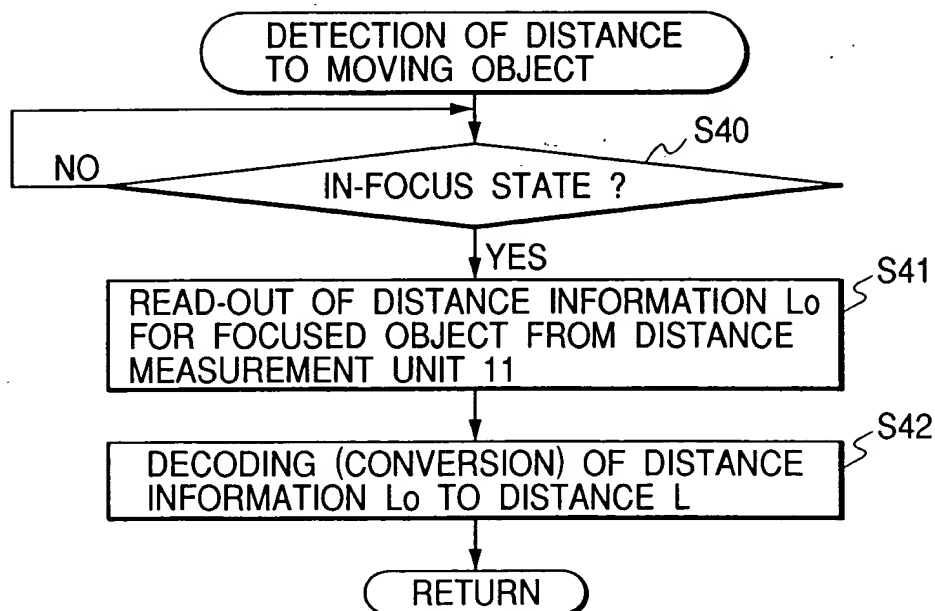 DETECTION OF DISTANCE
TO MOVING OBJECT
S40
NO
IN-FOCUS STATE ?
YES
S41
READ-OUT OF DISTANCE INFORMATION Lo
FOR FOCUSED OBJECT FROM DISTANCE
MEASUREMENT UNIT 11
S42
DECODING (CONVERSION) OF DISTANCE
INFORMATION Lo TO DISTANCE L
RETURN